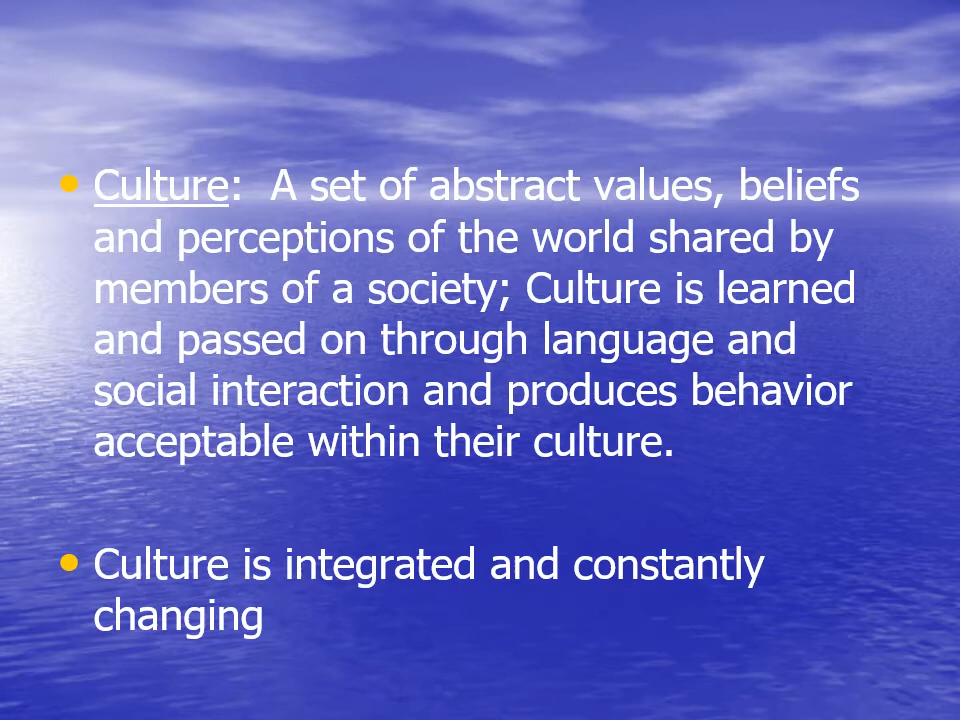 • Culture:  A set of abstract values, beliefs
and perceptions of the world shared by
members of a society; Culture is learned
and passed on through language and
social interaction and produces behavior
acceptable within their culture.
• Culture is integrated and constantly
changing